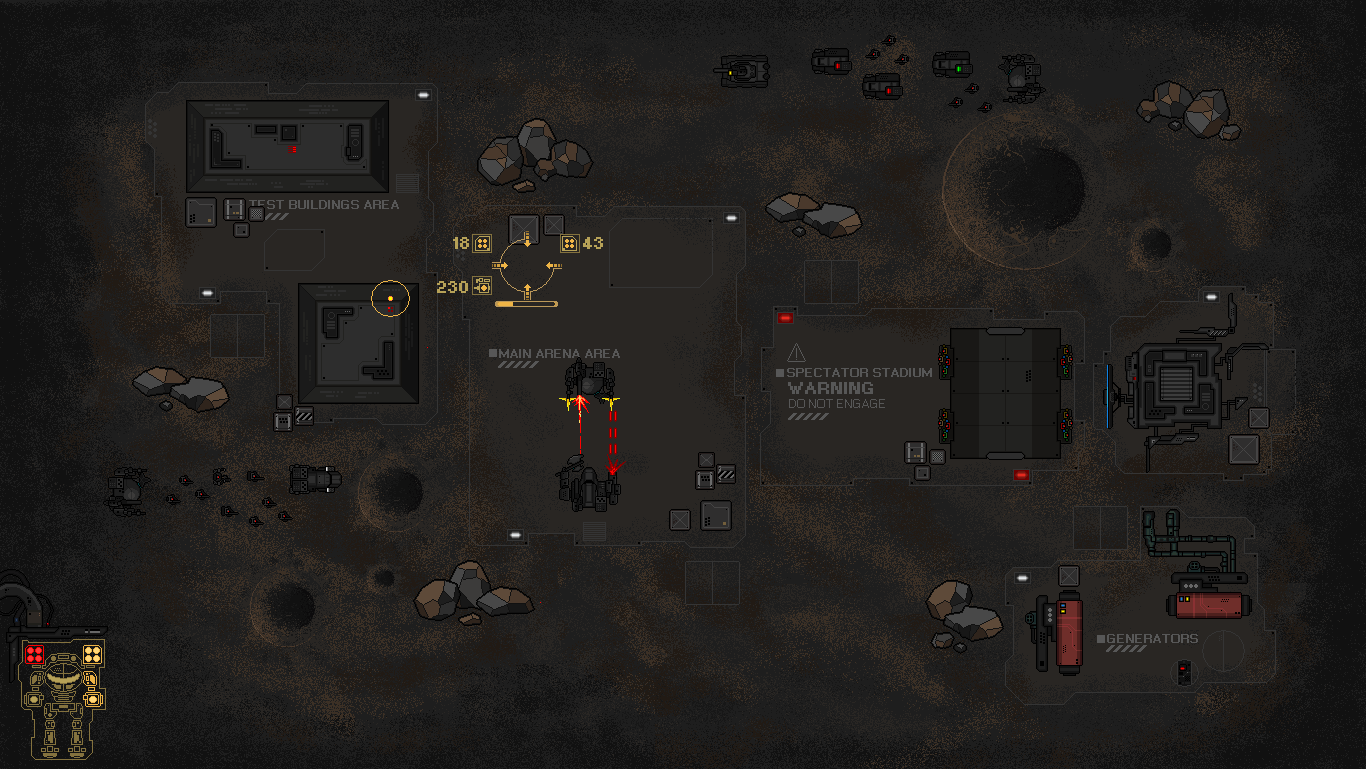 TEST BUILDINGS AREA
18
43
230
MAIN ARENA AREA
SPECTATOR STADIUM
WARNING
DO NOT ENGAGE
GENERATORS